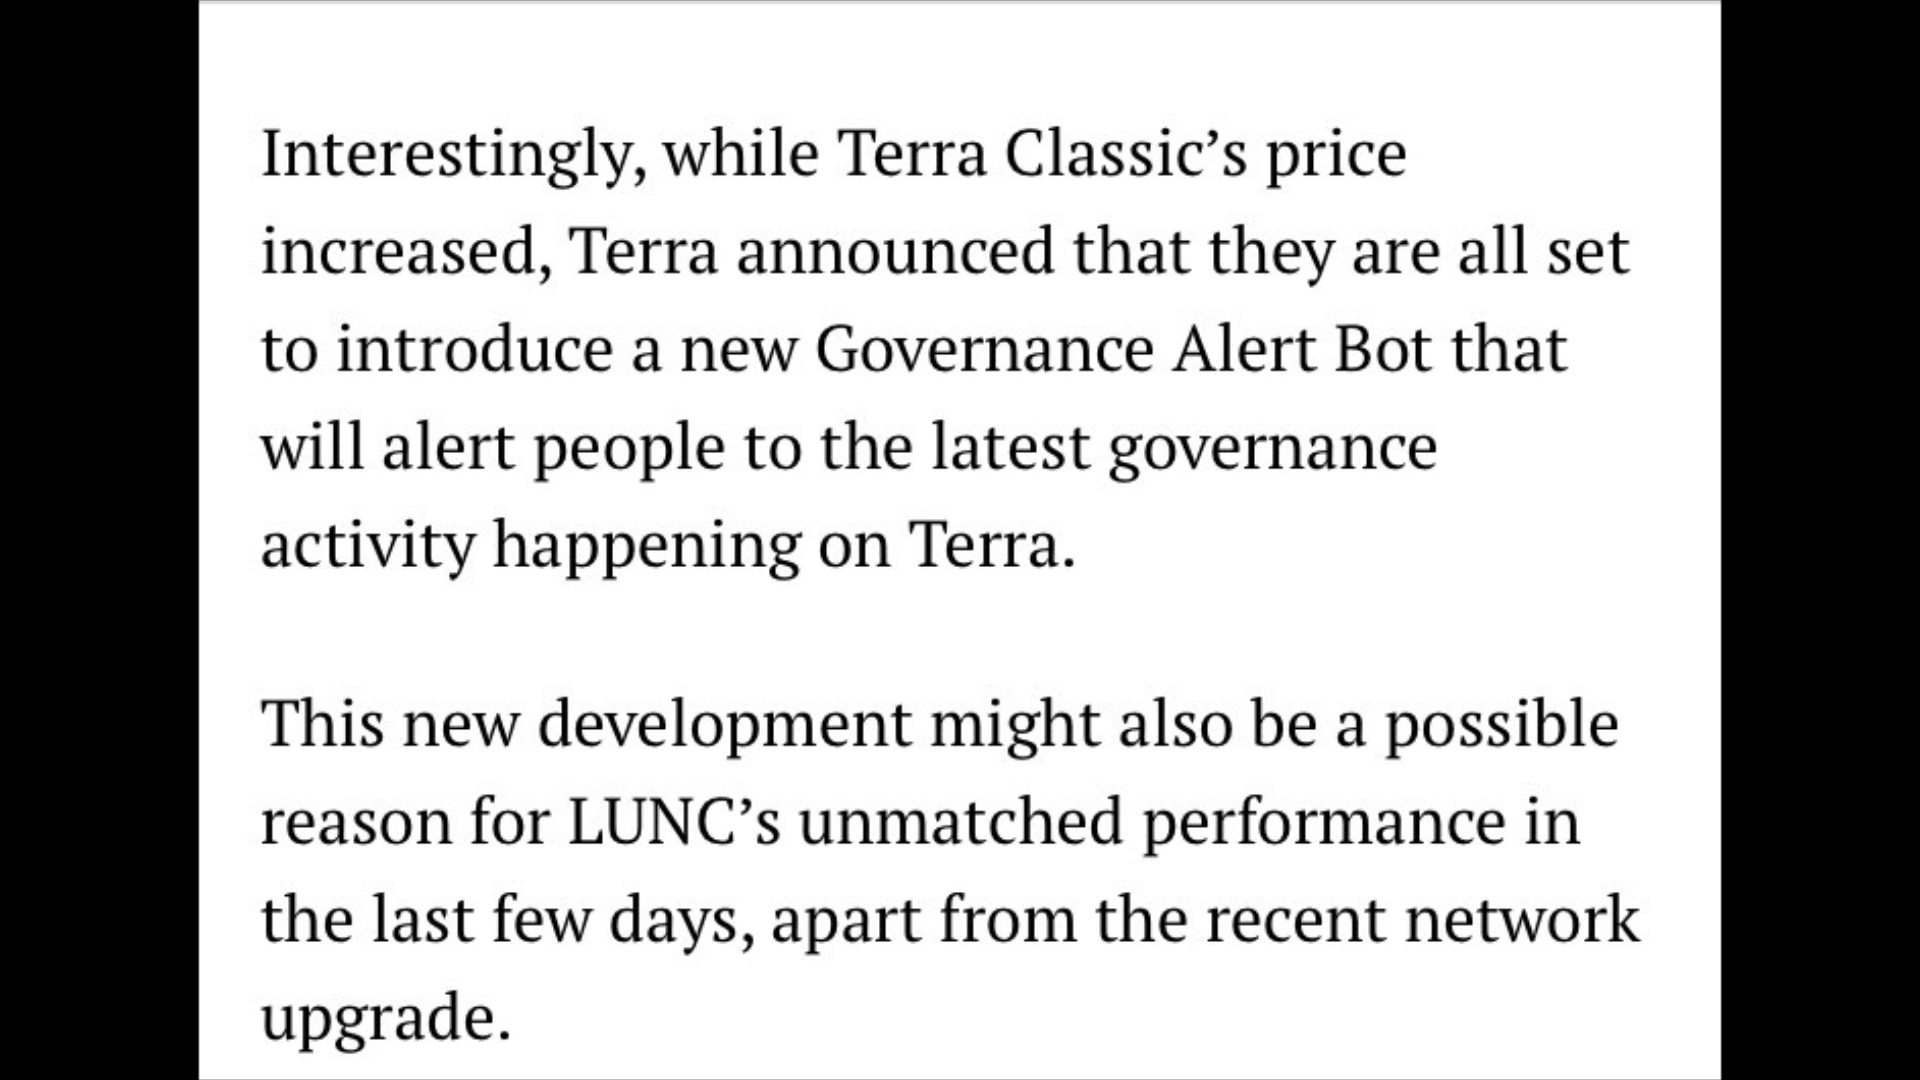 Interestingly, while Terra Classic’s price
increased, Terra announced that they are all set
to introduce a new Governance Alert Bot that
will alert people to the latest governance
activity happening on Terra.
This new development might also be a possible
reason for LUNC’s unmatched performance in
the last few days, apart from the recent network
upgrade.